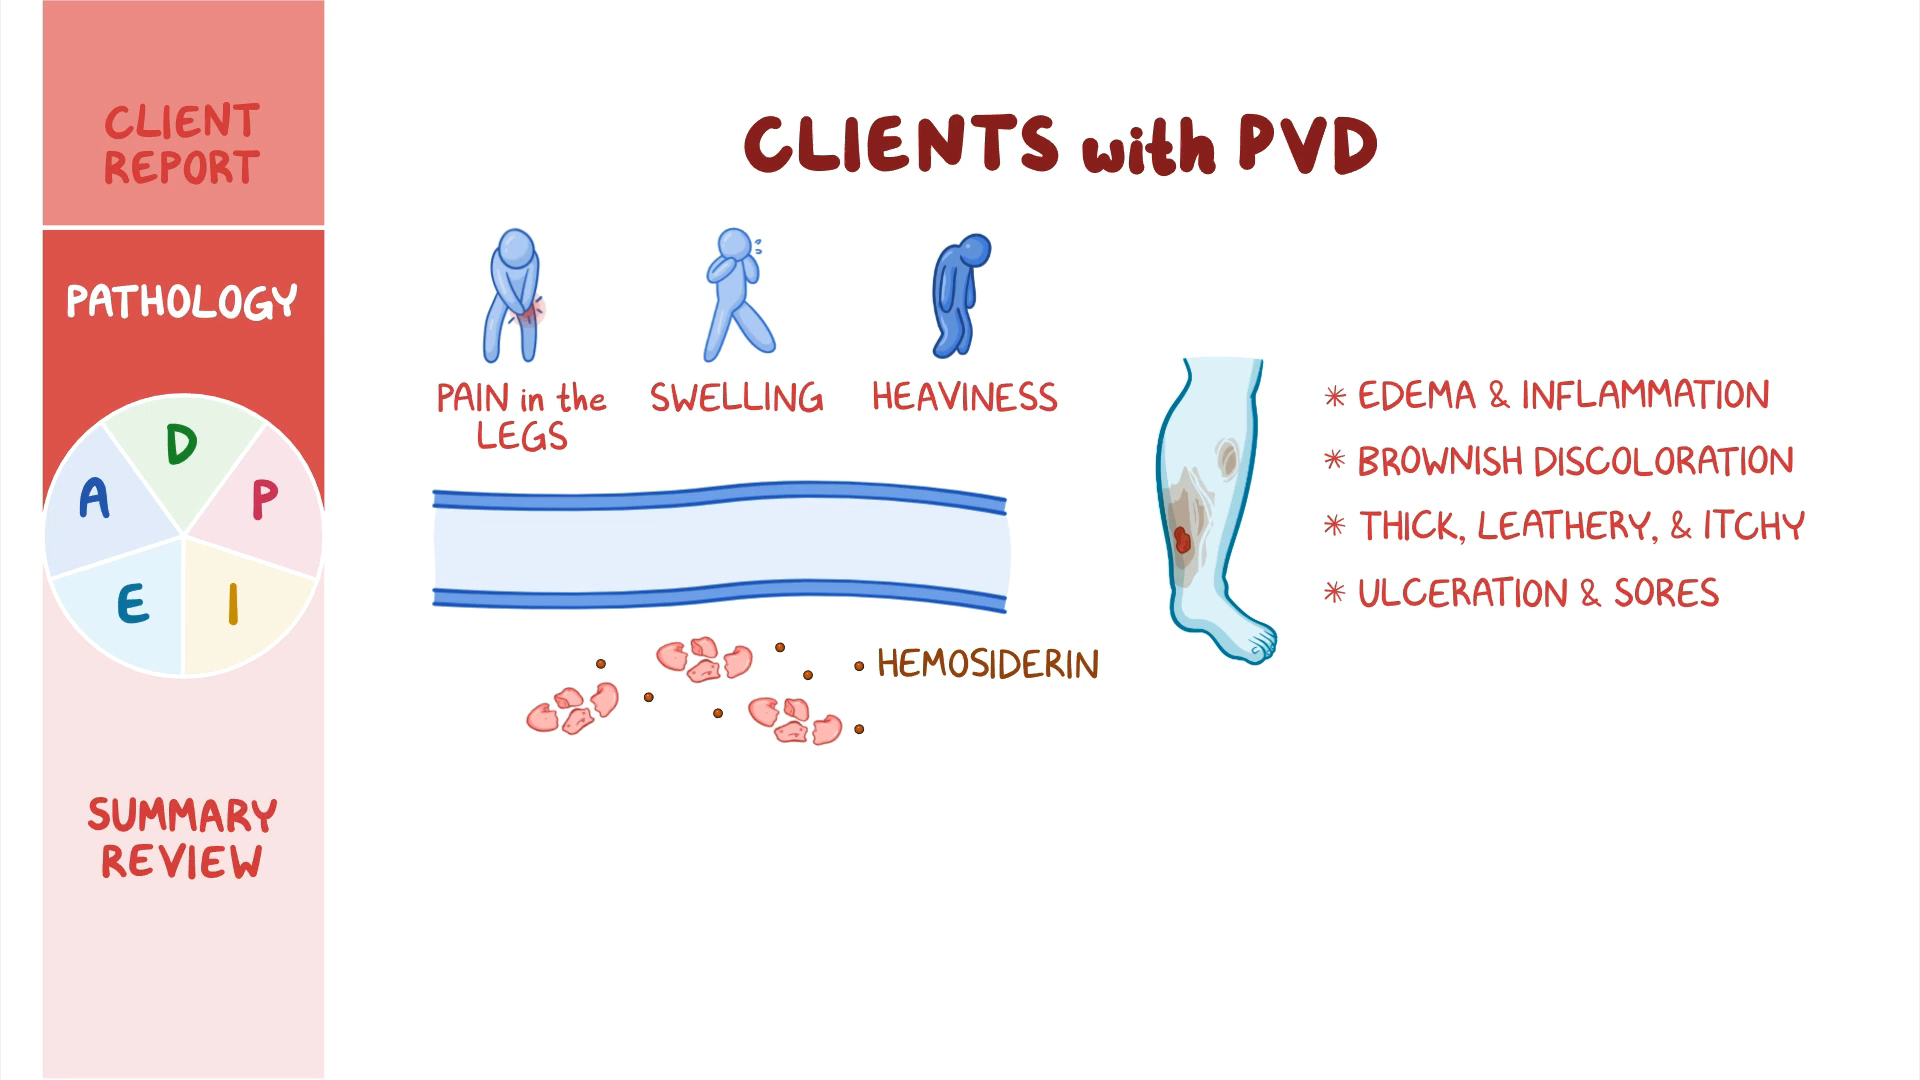 CLIENT
REPORT
PATHOLOGY
A
D
P
E
I
SUMMARY
REVIEW
CLIENTS with PVD
PAIN in the
LEGS
SWELLING
HEAVINESS
HEMOSIDERIN
* EDEMA & INFLAMMATION
* BROWNISH DISCOLORATION
* THICK, LEATHERY, & ITCHY
* ULCERATION & SORES